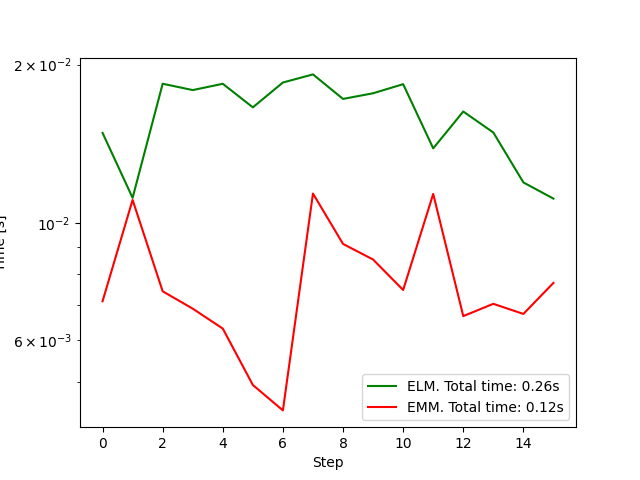 2 × 10⁻²
10⁻²
6 × 10⁻³
Time [s]
0 2 4 6 8 10 12 14
Step
ELM. Total time: 0.26s
EMM. Total time: 0.12s